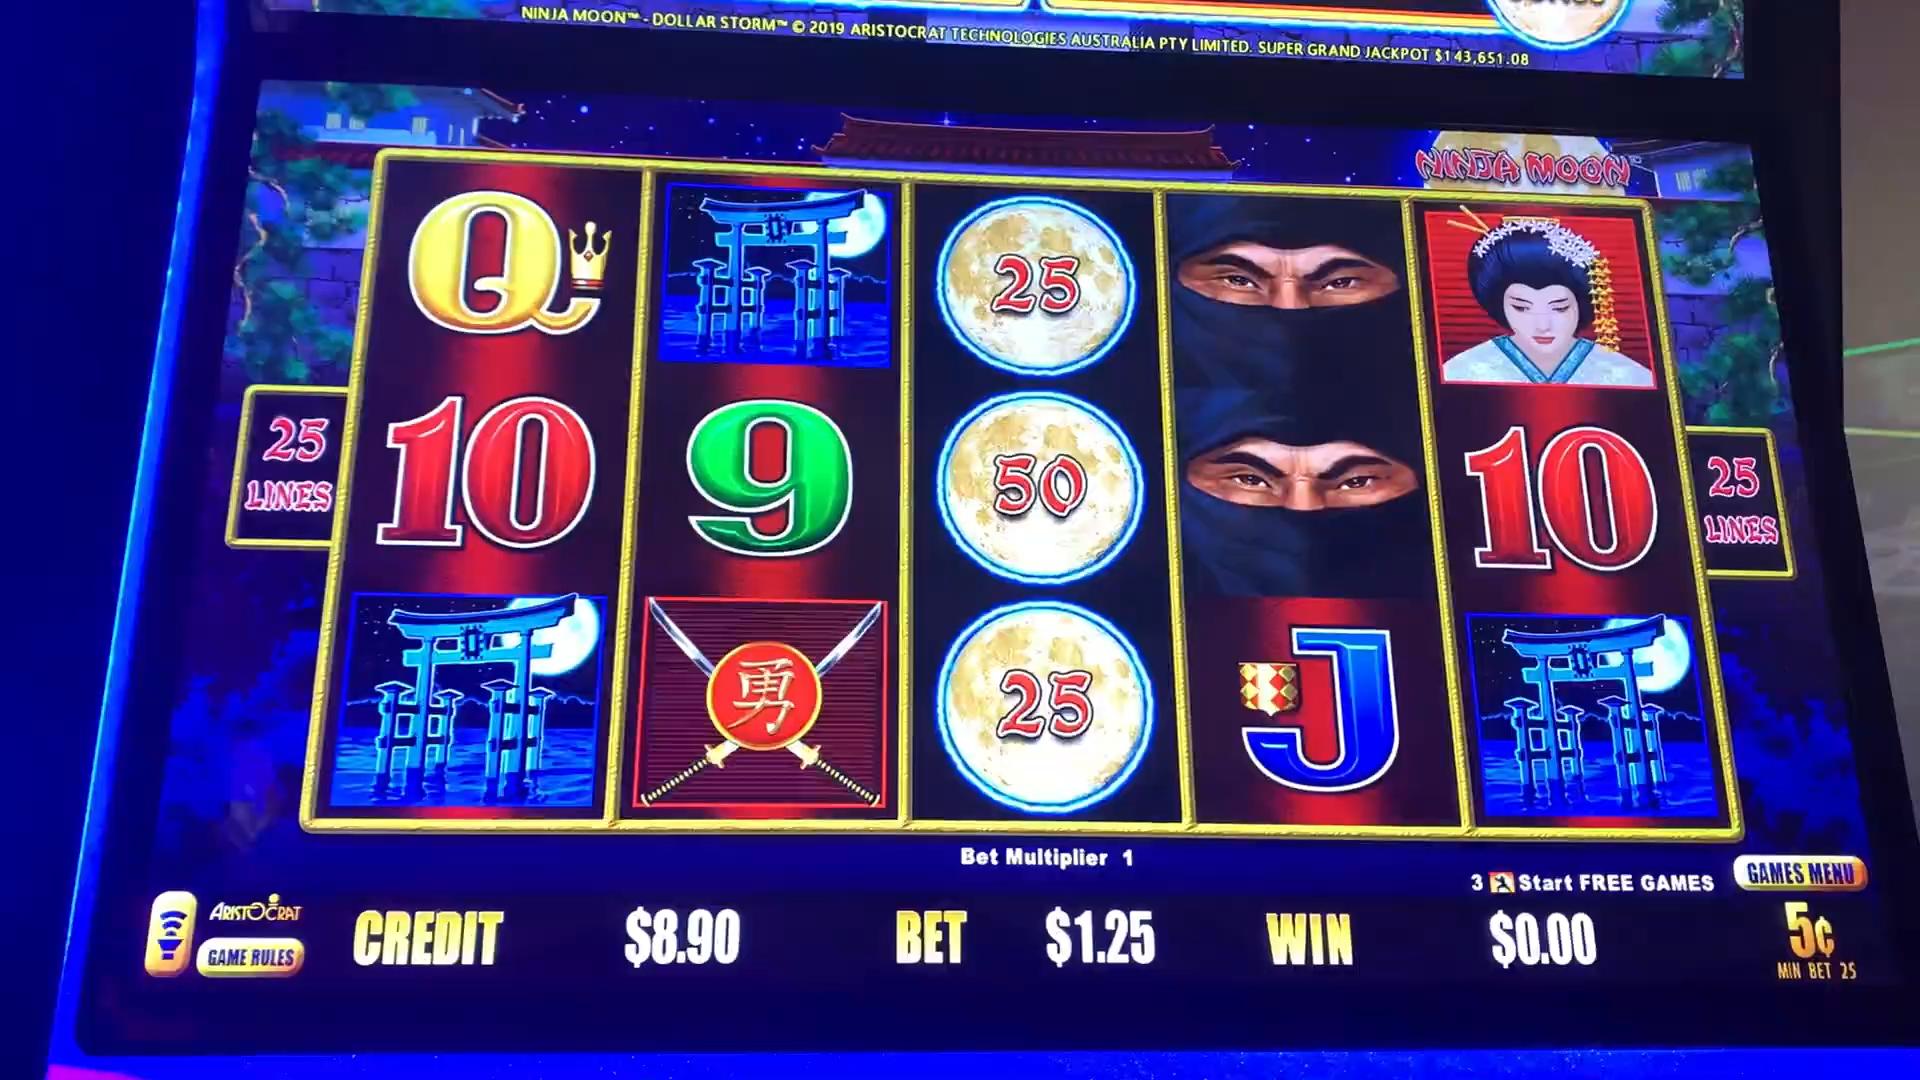 NINJA MOON™ - DOLLAR STORM™ © 2019 ARISTOCRAT TECHNOLOGIES AUSTRALIA PTY LIMITED. SUPER GRAND JACKPOT $143,651.08
NINJA MOON™
Q
25
10
9
50
10
25
LINES
25
LINES
勇
25
J
Bet Multiplier 1
3 Start FREE GAMES
GAMES MENU
ARISTOCRAT
GAME RULES
CREDIT $8.90 BET $1.25 WIN $0.00
5¢
MIN BET 25